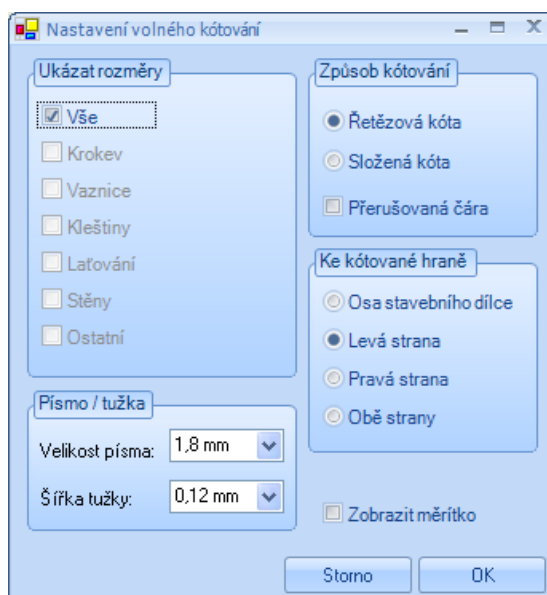 Nastavení volného kótování
Ukázat rozměry
Vše
Krokev
Vaznice
Kleštiny
Laťování
Stěny
Ostatní
Písmo / tužka
Velikost písma: 1,8 mm
Šířka tužky: 0,12 mm
Způsob kótování
Řetězová kóta
Složená kóta
Přerušovaná čára
Ke kótované hraně
Osa stavebního dílce
Levá strana
Pravá strana
Obě strany
Zobrazit měrítko
Storno OK